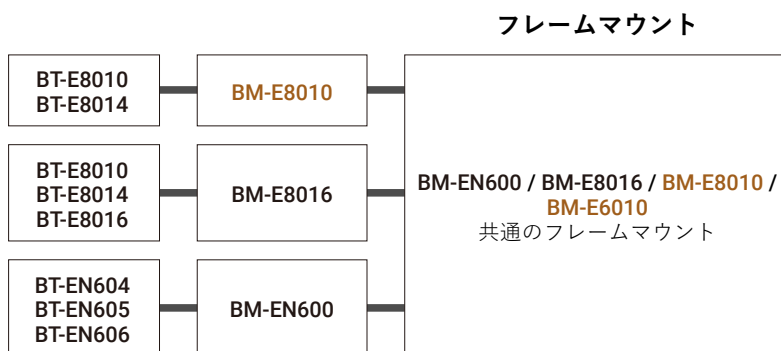 フレームマウント
BT-E8010
BT-E8014
BM-E8010
BT-E8010
BT-E8014
BT-E8016
BM-E8016
BT-EN604
BT-EN605
BT-EN606
BM-EN600
BM-EN600 / BM-E8016 / BM-E8010 /
BM-E6010
共通のフレームマウント